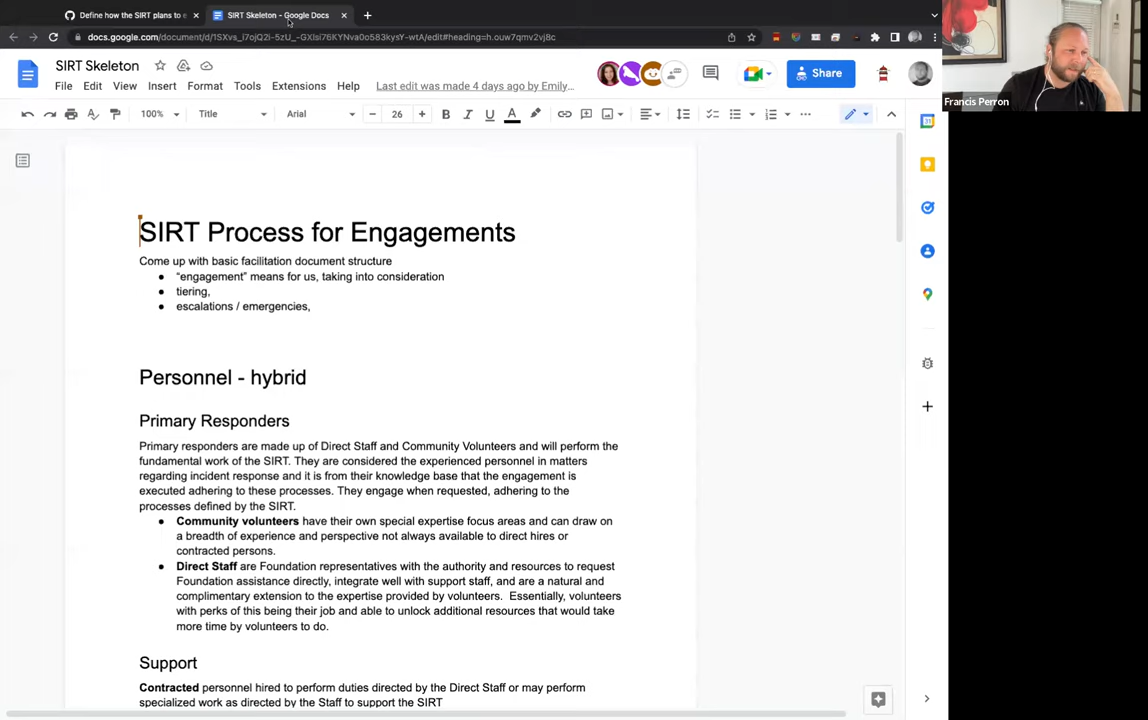 Define how the SIRT plans to e
SIRT Skeleton - Google Docs
docs.google.com/document/d/1SXvs_l7ojQ2i-5zU_-GXIsi76KYNva0o583kysY-wtA/edit#heading=h.ouw7qmv2vj8c
SIRT Skeleton
File Edit View Insert Format Tools Extensions Help Last edit was made 4 days ago by Emily...
Share
100% Title Arial 26
Francis Perron
SIRT Process for Engagements
Come up with basic facilitation document structure
● “engagement” means for us, taking into consideration
● tiering,
● escalations / emergencies,
Personnel - hybrid
Primary Responders
Primary responders are made up of Direct Staff and Community Volunteers and will perform the
fundamental work of the SIRT. They are considered the experienced personnel in matters
regarding incident response and it is from their knowledge base that the engagement is
executed adhering to these processes. They engage when requested, adhering to the
processes defined by the SIRT.
● Community volunteers have their own special expertise focus areas and can draw on
a breadth of experience and perspective not always available to direct hires or
contracted persons.
● Direct Staff are Foundation representatives with the authority and resources to request
Foundation assistance directly, integrate well with support staff, and are a natural and
complimentary extension to the expertise provided by volunteers. Essentially, volunteers
with perks of this being their job and able to unlock additional resources that would take
more time by volunteers to do.
Support
Contracted personnel hired to perform duties directed by the Direct Staff or may perform
specialized work as directed by the Staff to support the SIRT